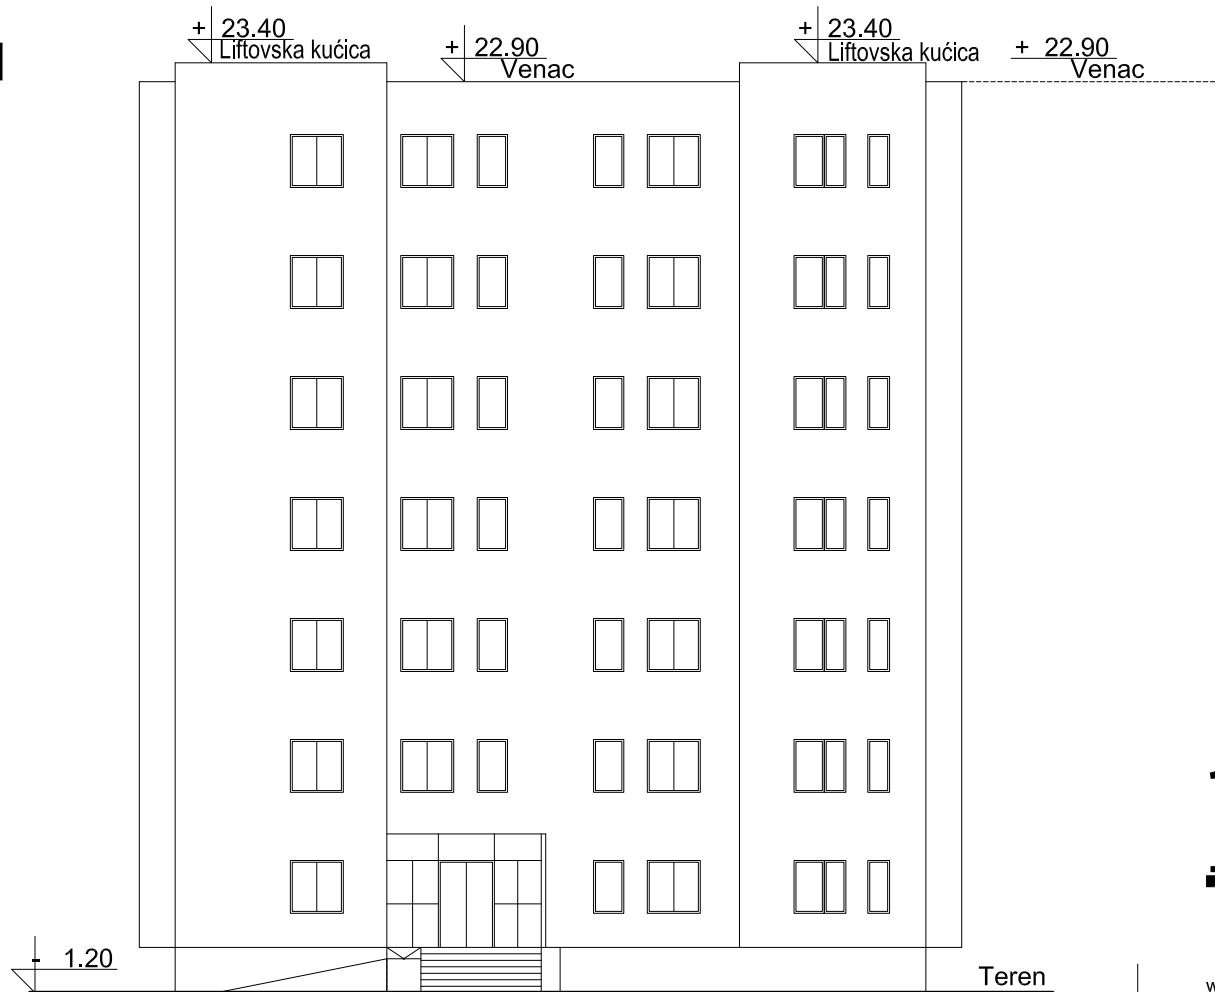 + 23.40
Liftovska kućica
+ 22.90
Venac
+ 23.40
Liftovska kućica
+ 22.90
Venac
- 1.20
Teren
w